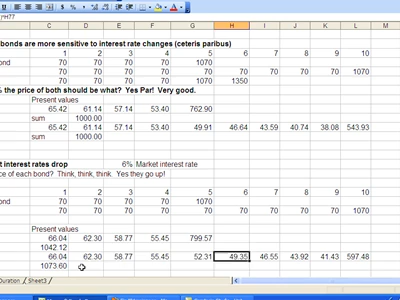 )^H77
C D E F G H I J K L M
bonds are more sensitive to interest rate changes (ceteris paribus)
1 2 3 4 5 6 7 8 9 10
ond 70 70 70 70 1070
70 70 70 70 70 70 70 70 70 1070
1350
% the price of both should be what? Yes Par! Very good.
Present values
65.42 61.14 57.14 53.40 762.90
sum 1000.00
65.42 61.14 57.14 53.40 49.91 46.64 43.59 40.74 38.08 543.93
sum 1000.00
t interest rates drop 6% Market interest rate
ice of each bond? Think, think, think. Yes they go up!
1 2 3 4 5 6 7 8 9 10
ond 70 70 70 70 1070
70 70 70 70 70 70 70 70 70 1070
Present values
66.04 62.30 58.77 55.45 799.57
1042.12
66.04 62.30 58.77 55.45 52.31 49.35 46.55 43.92 41.43 597.48
1073.60
Duration Sheet3